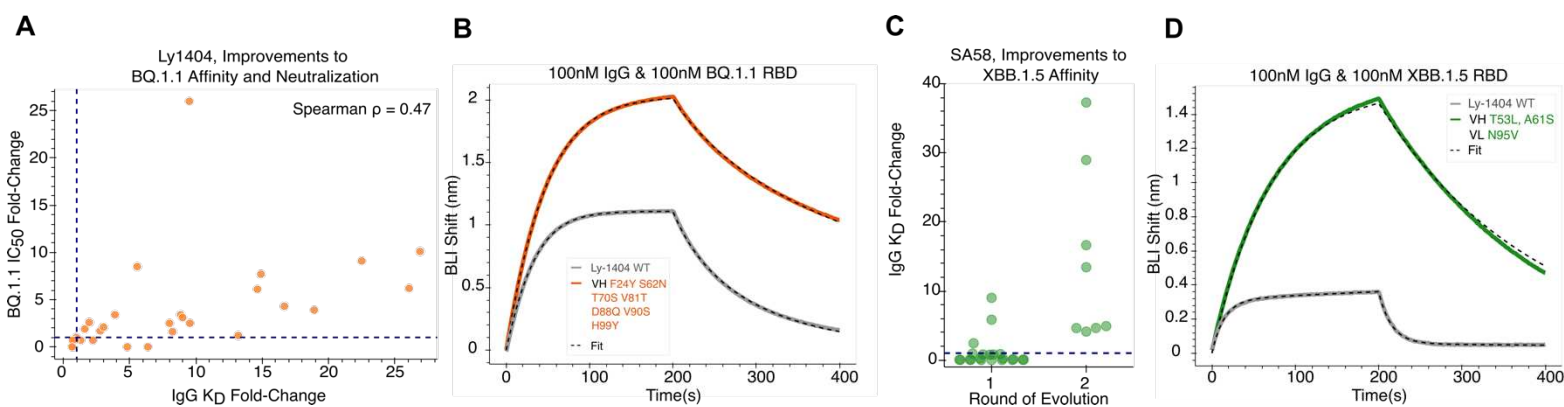 A
Ly1404, Improvements to
BQ.1.1 Affinity and Neutralization
Spearman ρ = 0.47
BQ.1.1 IC50 Fold-Change
25
20
15
10
5
0
0
5
10
15
20
25
IgG KD Fold-Change
B
100nM IgG & 100nM BQ.1.1 RBD
BLI Shift (nm)
2
1.5
1
0.5
0
Ly-1404 WT
VH F24Y S62N
T70S V81T
D88Q V90S
H99Y
Fit
0
100
200
300
400
Time(s)
C
SA58, Improvements to
XBB.1.5 Affinity
IgG KD Fold-Change
40
30
20
10
0
1
2
Round of Evolution
D
100nM IgG & 100nM XBB.1.5 RBD
BLI Shift (nm)
1.4
1.2
1
0.8
0.6
0.4
0.2
0
Ly-1404 WT
VH T53L, A61S
VL N95V
Fit
0
100
200
300
400
Time(s)